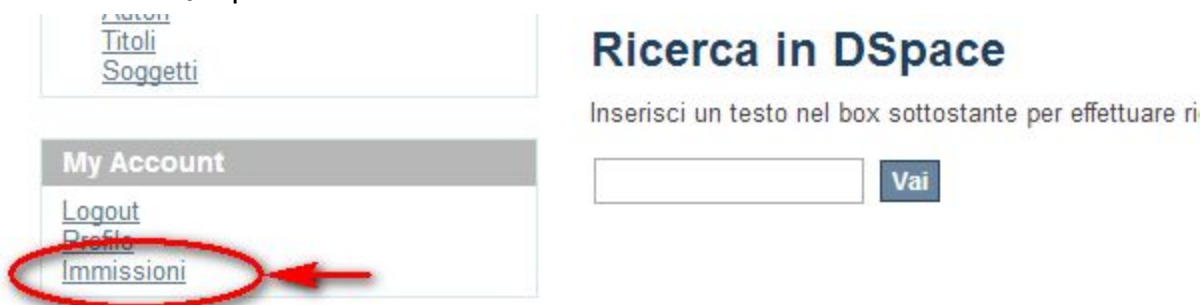 Autori
Titoli
Soggetti
My Account
Logout
Profilo
Immissioni
Ricerca in DSpace
Inserisci un testo nel box sottostante per effettuare
Vai